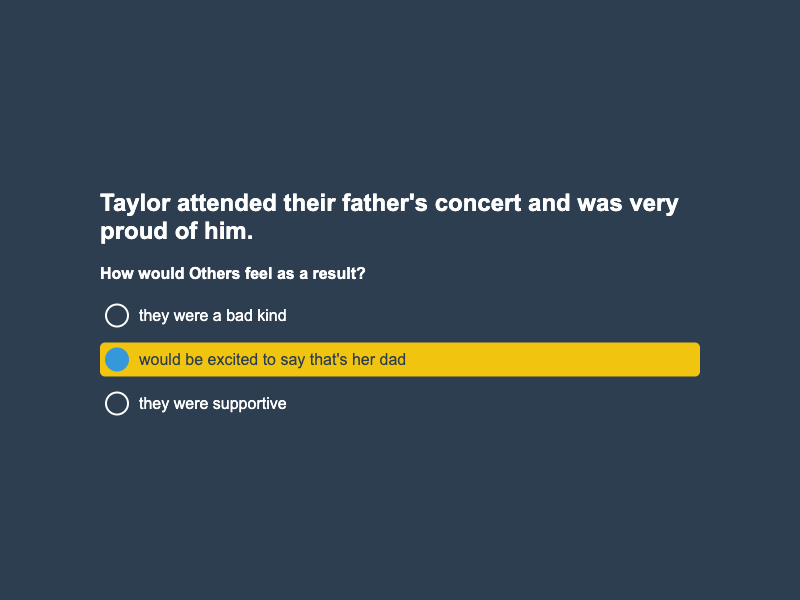 Taylor attended their father's concert and was very
proud of him.
How would Others feel as a result?
they were a bad kind
would be excited to say that's her dad
they were supportive